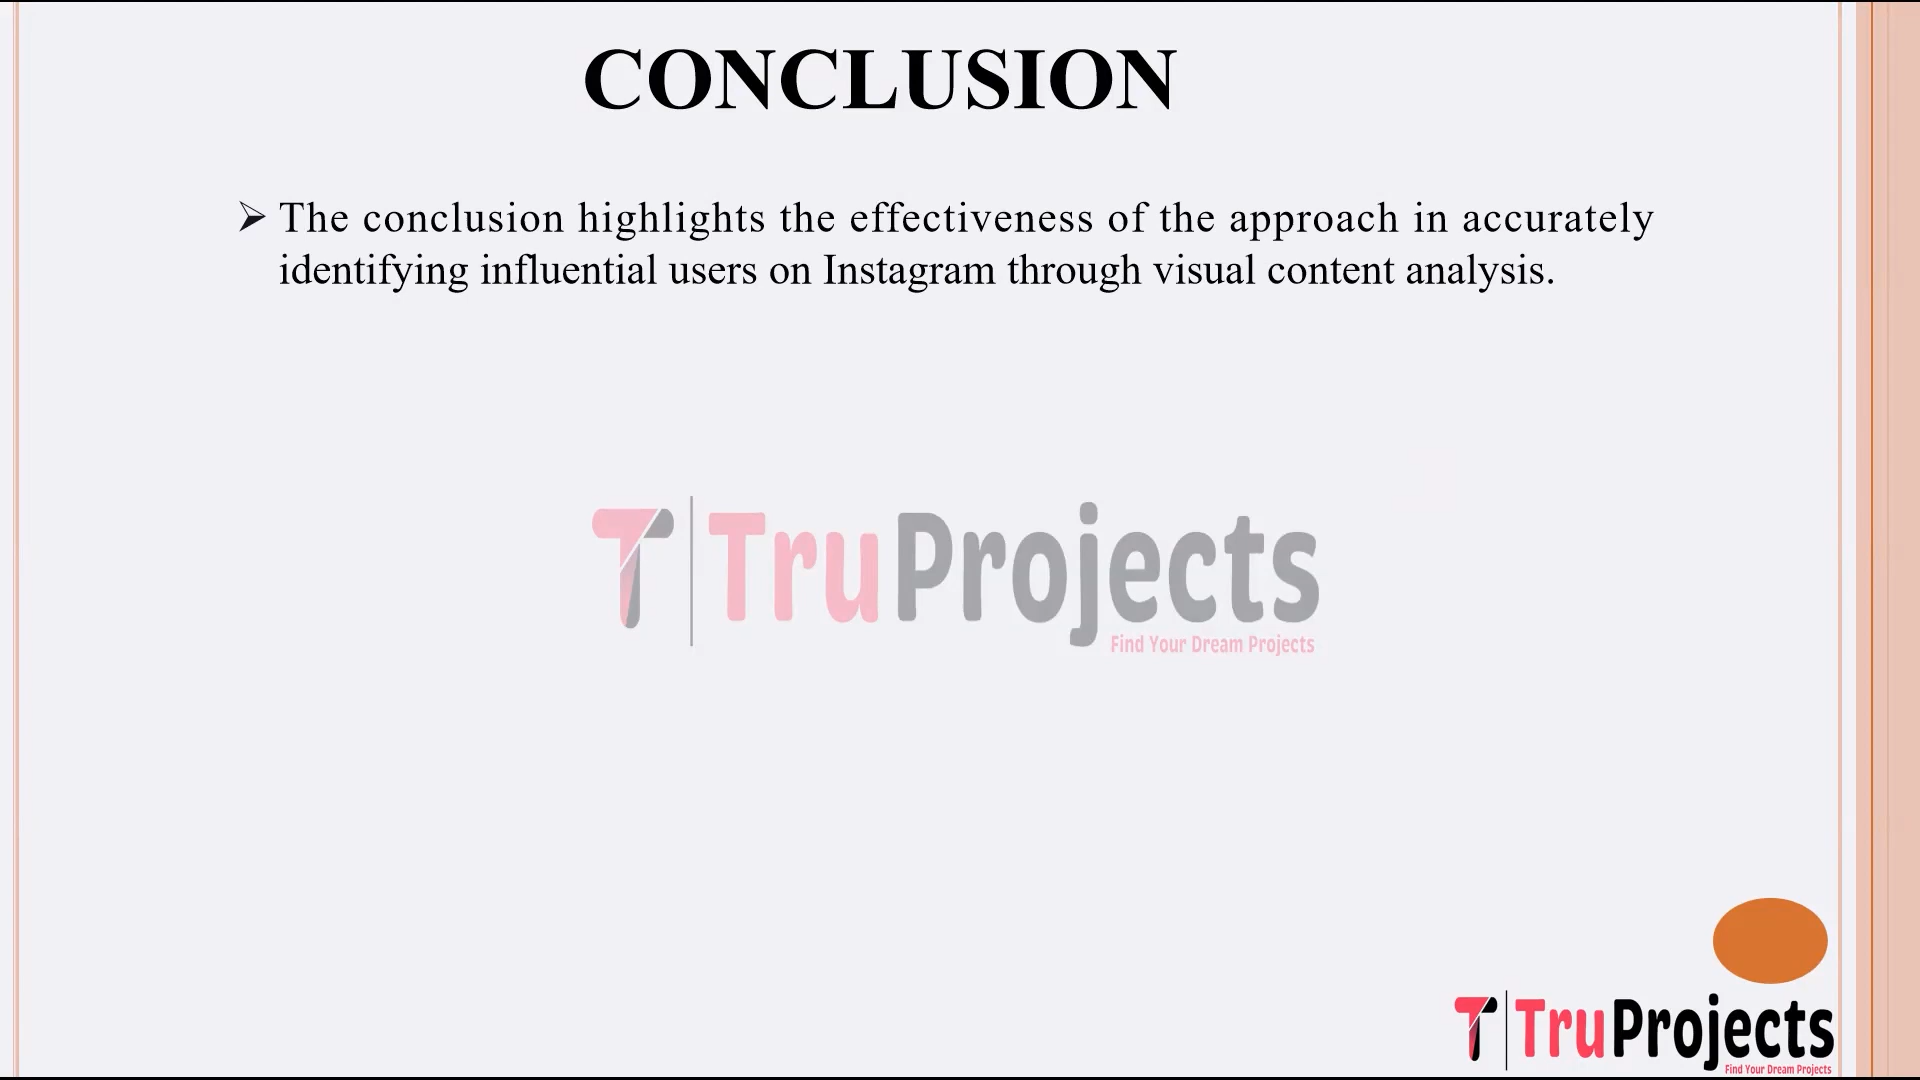 CONCLUSION
➢ The conclusion highlights the effectiveness of the approach in accurately
identifying influential users on Instagram through visual content analysis.
TruProjects
Find Your Dream Projects
TruProjects
Find Your Dream Projects